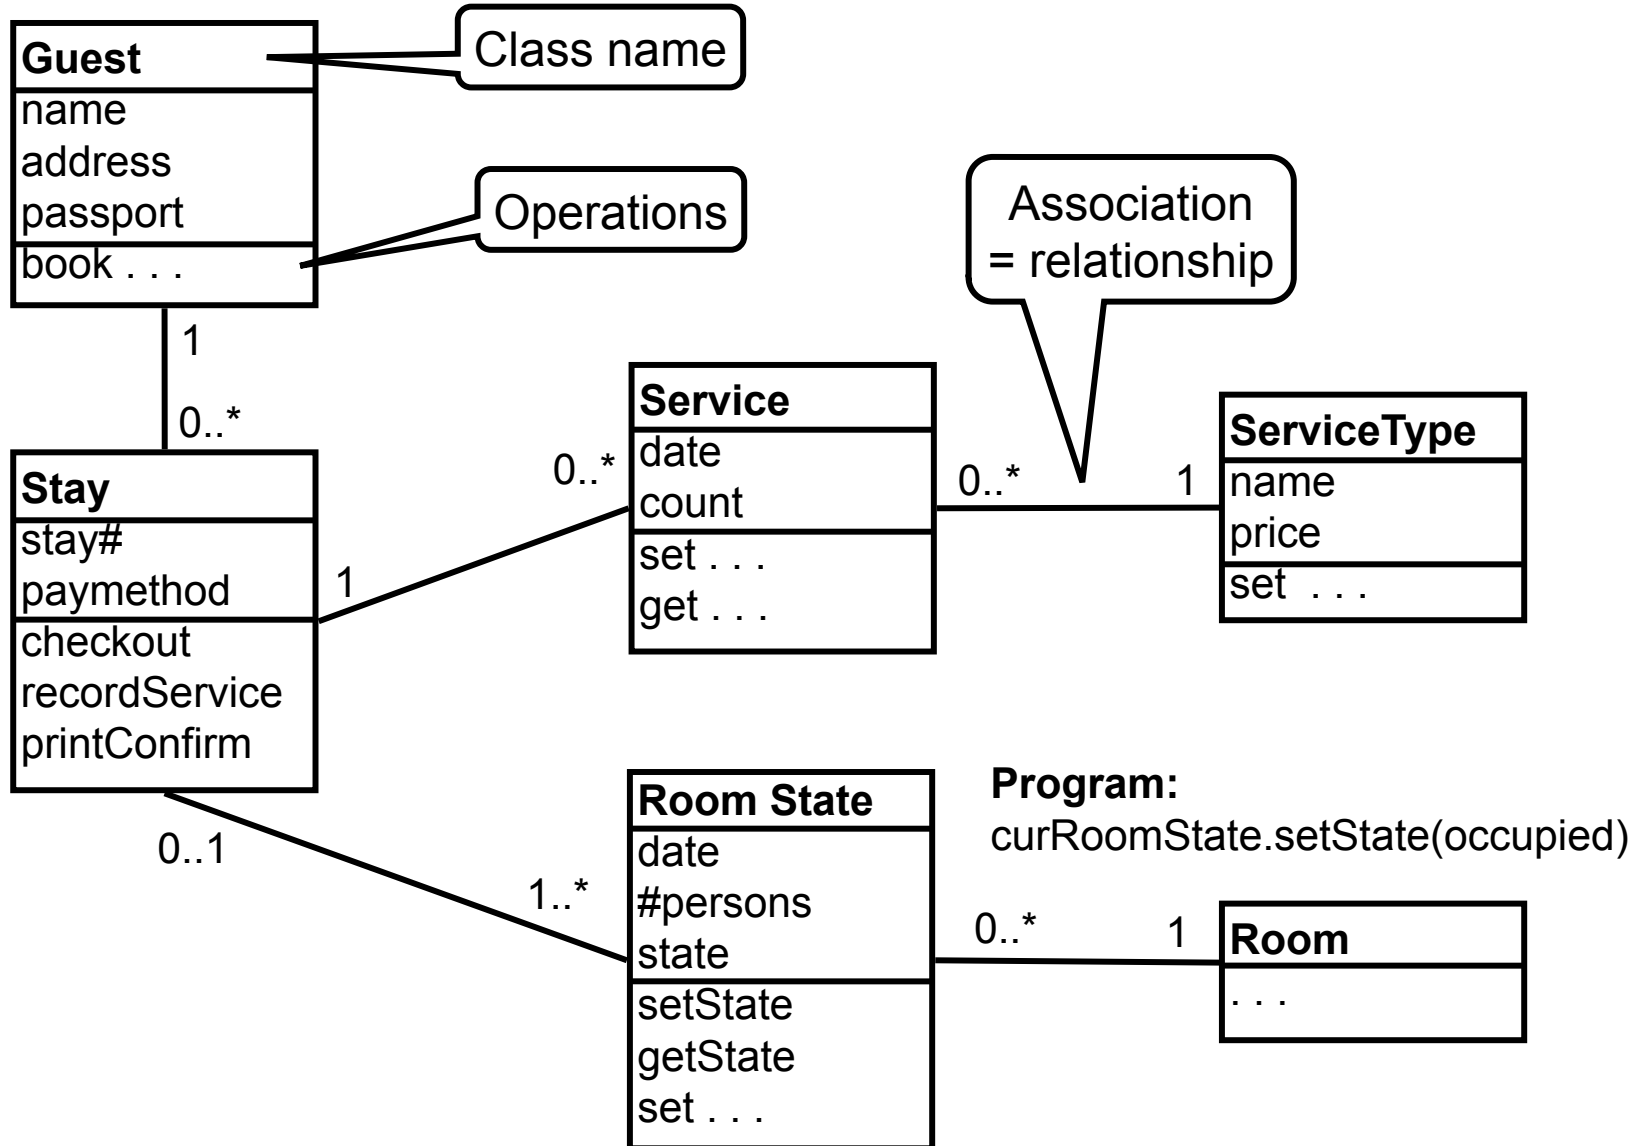 Guest
name
address
passport
book . . .
Class name
Operations
Association
= relationship
1
0..*
Stay
stay#
paymethod
checkout
recordService
printConfirm
1
0..*
Service
date
count
set . . .
get . . .
0..*
1
ServiceType
name
price
set . . .
0..1
1..*
Room State
date
#persons
state
setState
getState
set . . .
Program:
curRoomState.setState(occupied)
0..*
1
Room
. . .